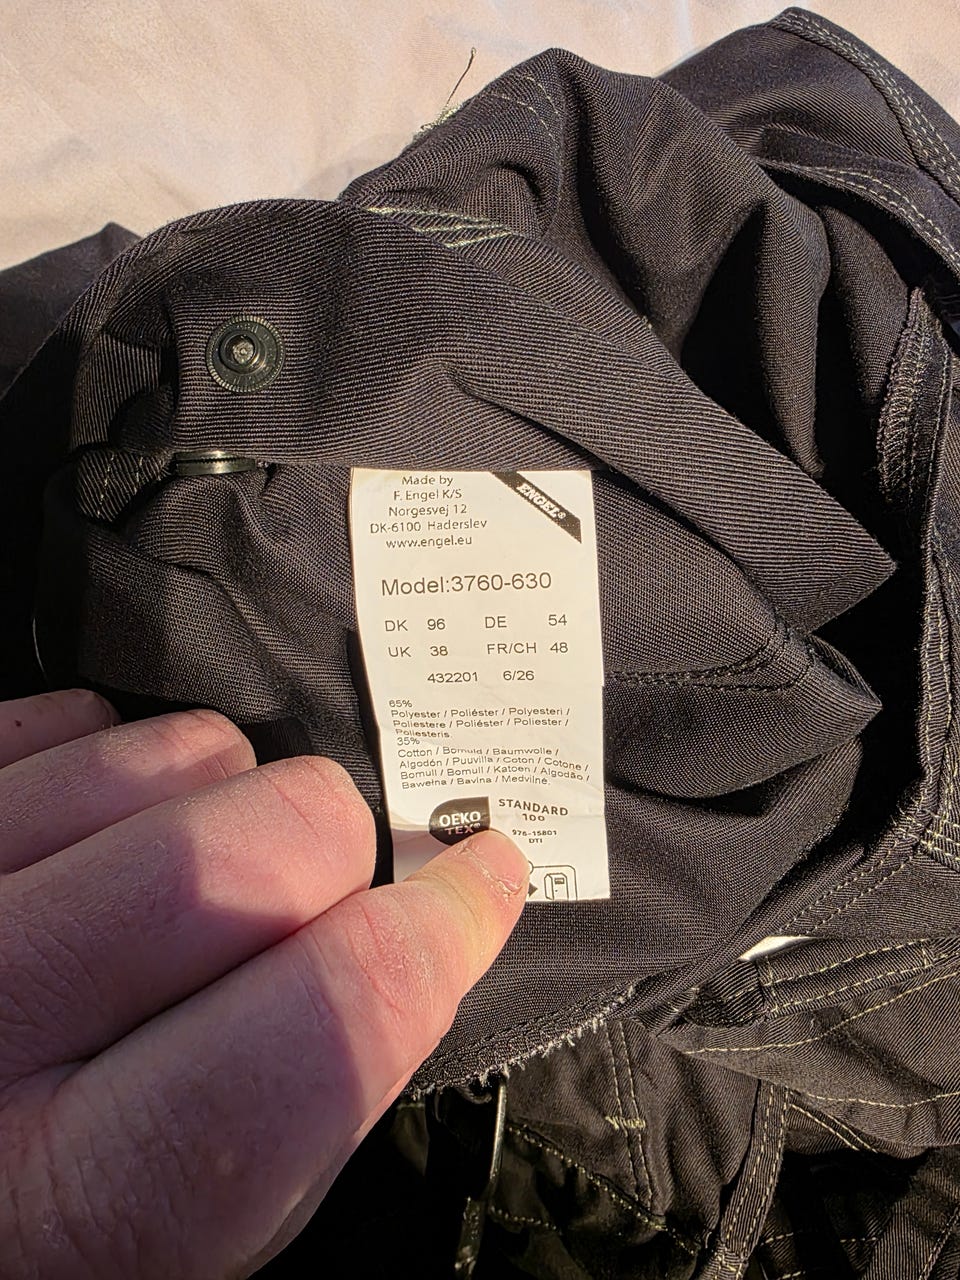 Made by
F. Engel K/S
Norgesvej 12
DK-6100 Haderslev
www.engel.eu
ENGEL®
Model:3760-630
DK 96 DE 54
UK 38 FR/CH 48
432201 6/26
65%
Polyester / Poliéster / Polyesteri /
Poliestere / Poliéster / Poliester /
Poliesteris.
35%
Cotton / Bomuld / Baumwolle /
Algodón / Puuvilla / Coton / Cotone /
Bomull / Bomull / Katoen / Algodão /
Bawełna / Bavlna / Medvilnė.
OEKO
TEX®
STANDARD
100
976-15801
DTI